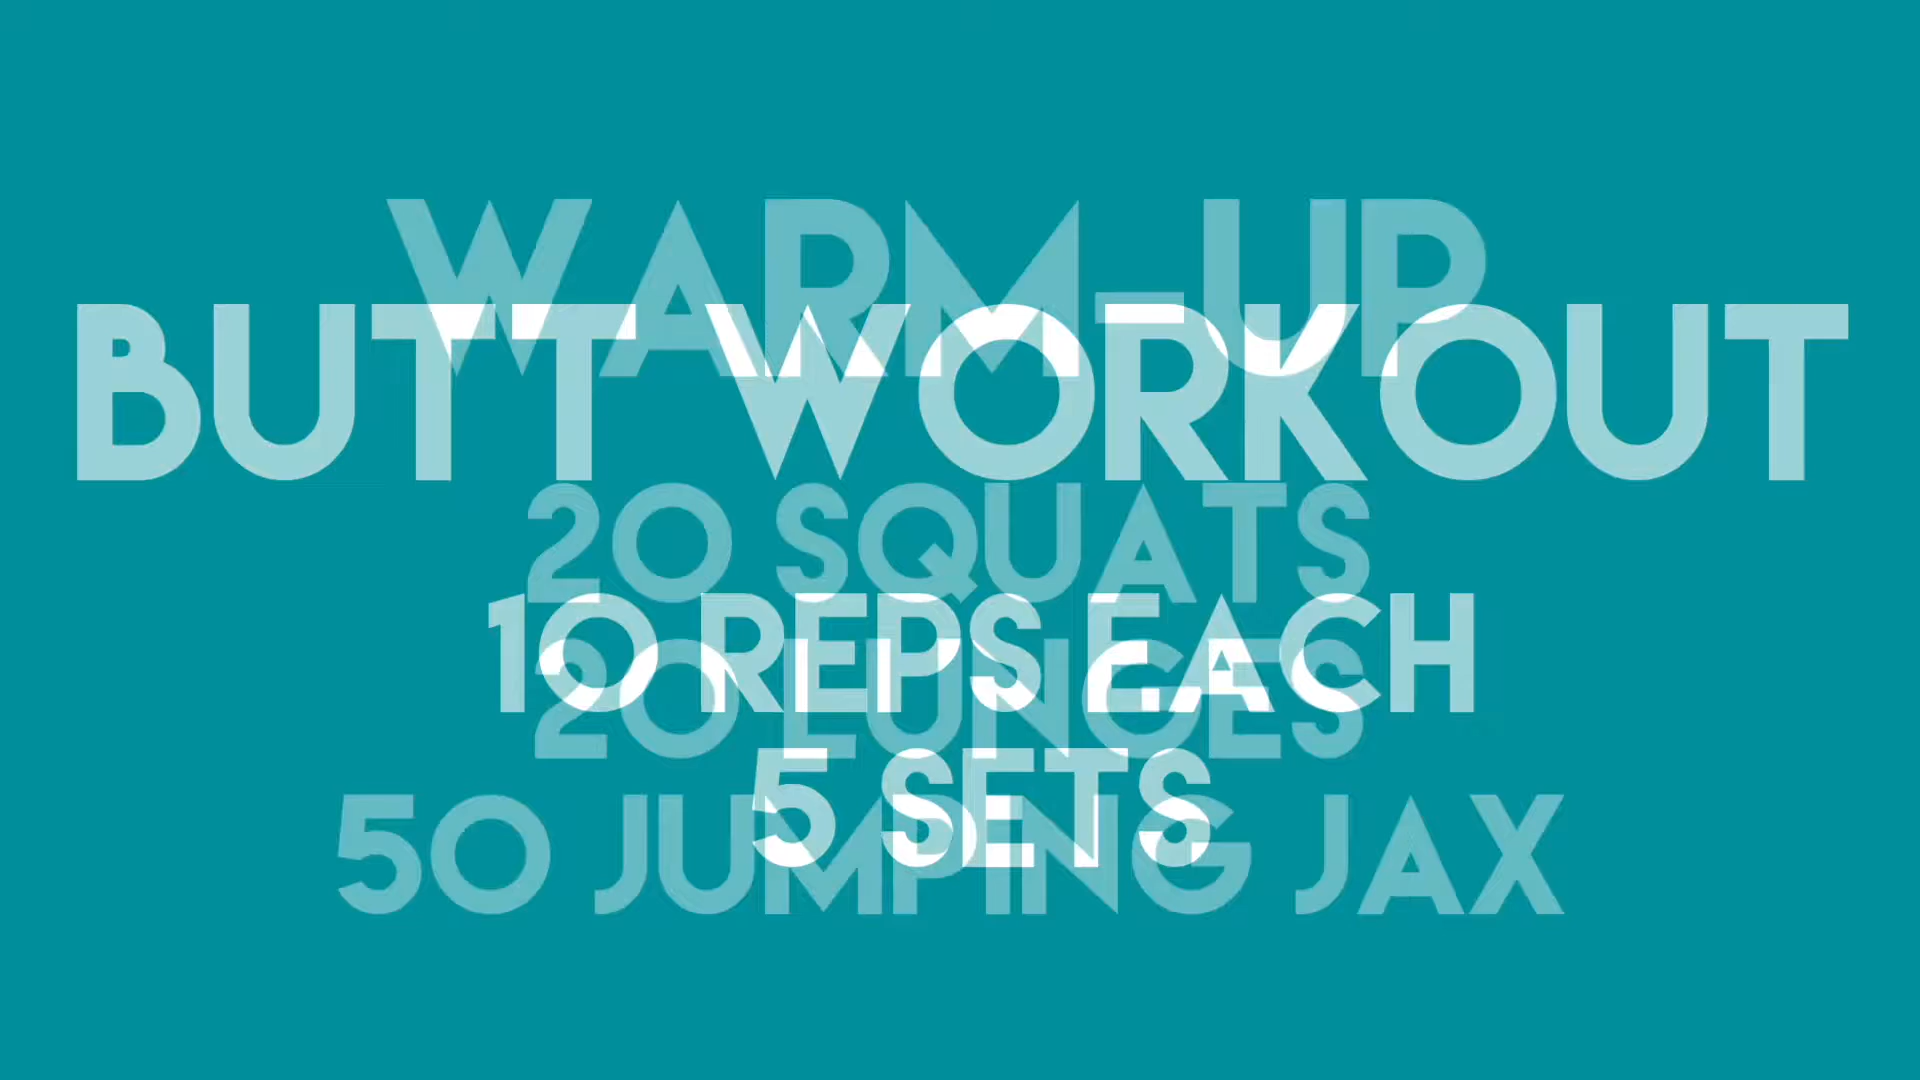 WARM-UP
BUTT WORKOUT
20 SQUATS
10 REPS EACH
20 LUNGES
5 SETS
50 JUMPING JAX